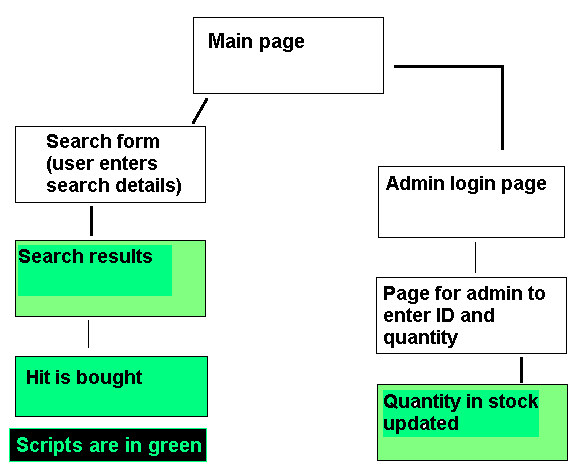 Main page
Search form
(user enters
search details)
Search results
Hit is bought
Scripts are in green
Admin login page
Page for admin to
enter ID and
quantity
Quantity in stock
updated